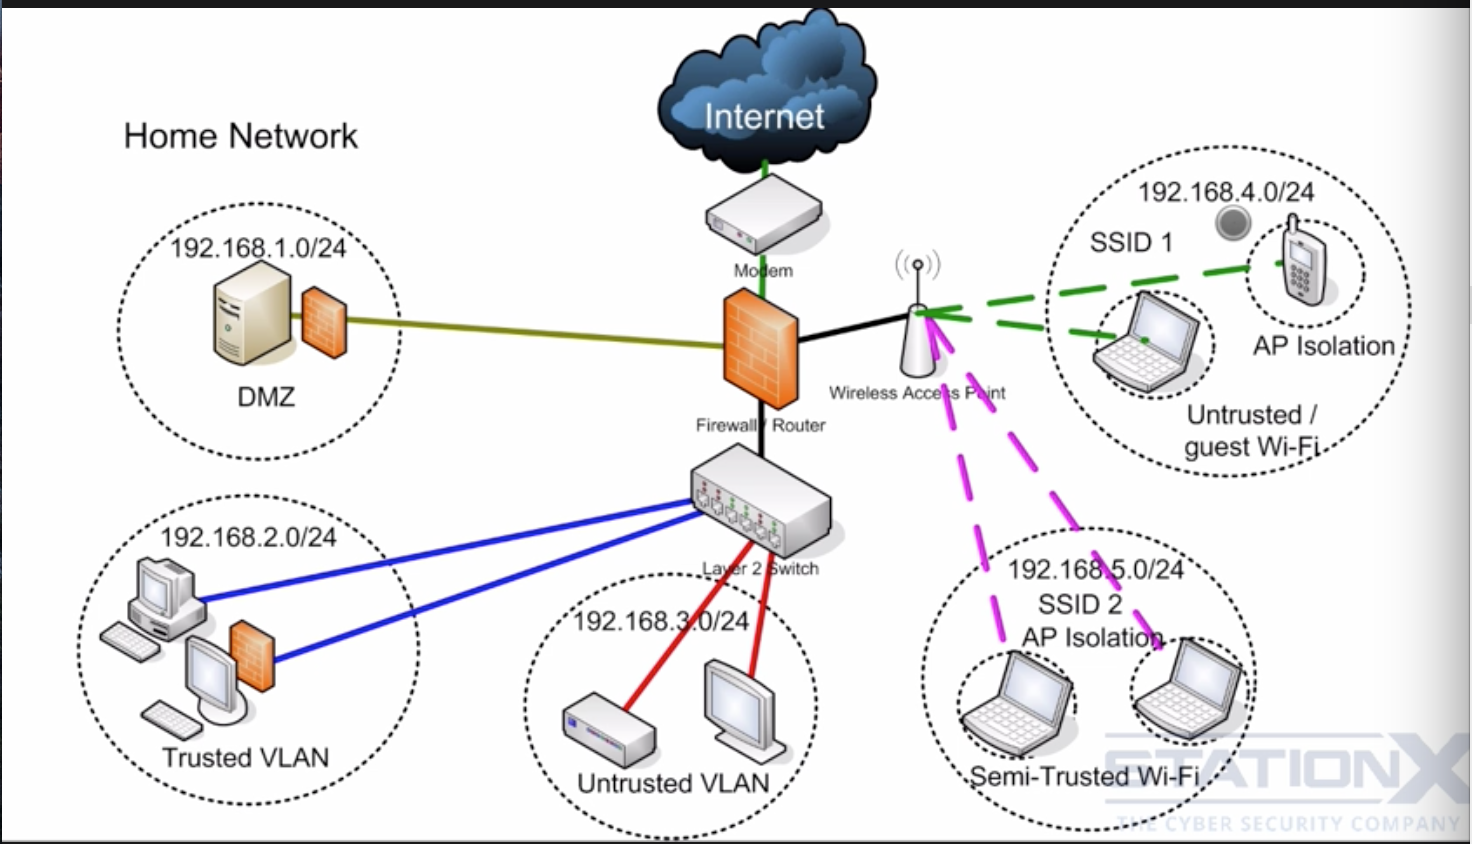 Internet
Home Network
192.168.4.0/24
SSID 1
192.168.1.0/24
Modem
AP Isolation
DMZ
Wireless Access Point
Untrusted /
guest Wi-Fi
Firewall / Router
192.168.2.0/24
Layer 2 Switch
192.168.5.0/24
SSID 2
AP Isolation
192.168.3.0/24
Trusted VLAN
Untrusted VLAN
Semi-Trusted Wi-Fi
STATIONX
THE CYBER SECURITY COMPANY